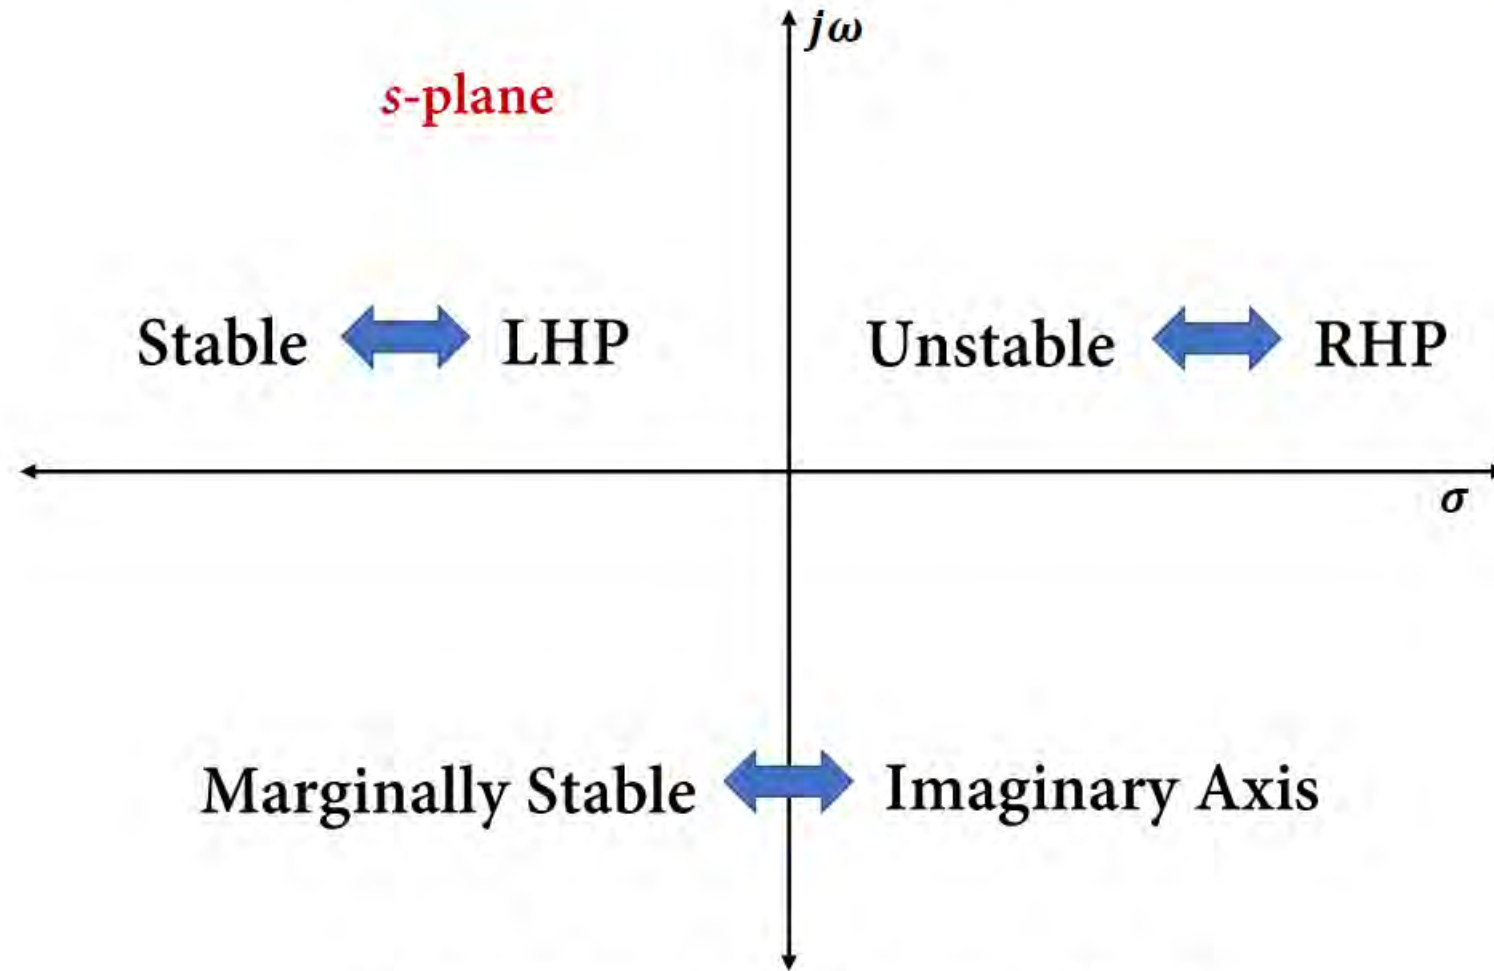 jω
s-plane
Stable LHP
Unstable RHP
σ
Marginally Stable Imaginary Axis